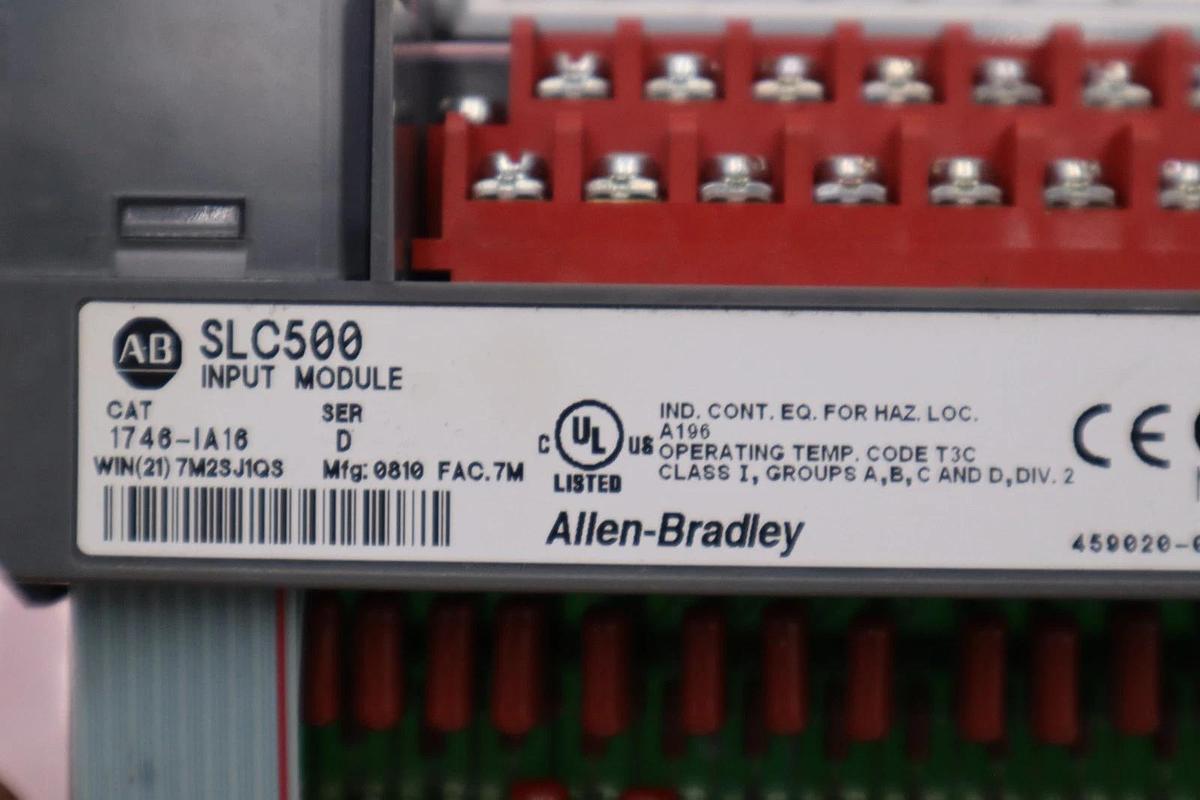 AB SLC500
INPUT MODULE
CAT SER
1746-IA16 D
WIN(21) 7M2SJ1QS Mfg: 0810 FAC.7M
C UL US
LISTED
IND. CONT. EQ. FOR HAZ. LOC.
A196
OPERATING TEMP. CODE T3C
CLASS I, GROUPS A, B, C AND D, DIV. 2
Allen-Bradley
CE
459020-